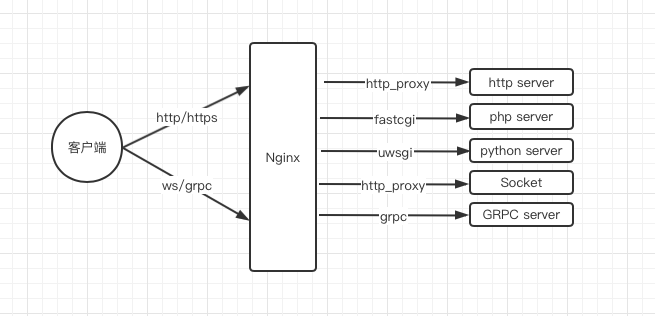 客户端
http/https
ws/grpc
Nginx
http_proxy
http server
fastcgi
php server
uwsgi
python server
http_proxy
Socket
grpc
GRPC server